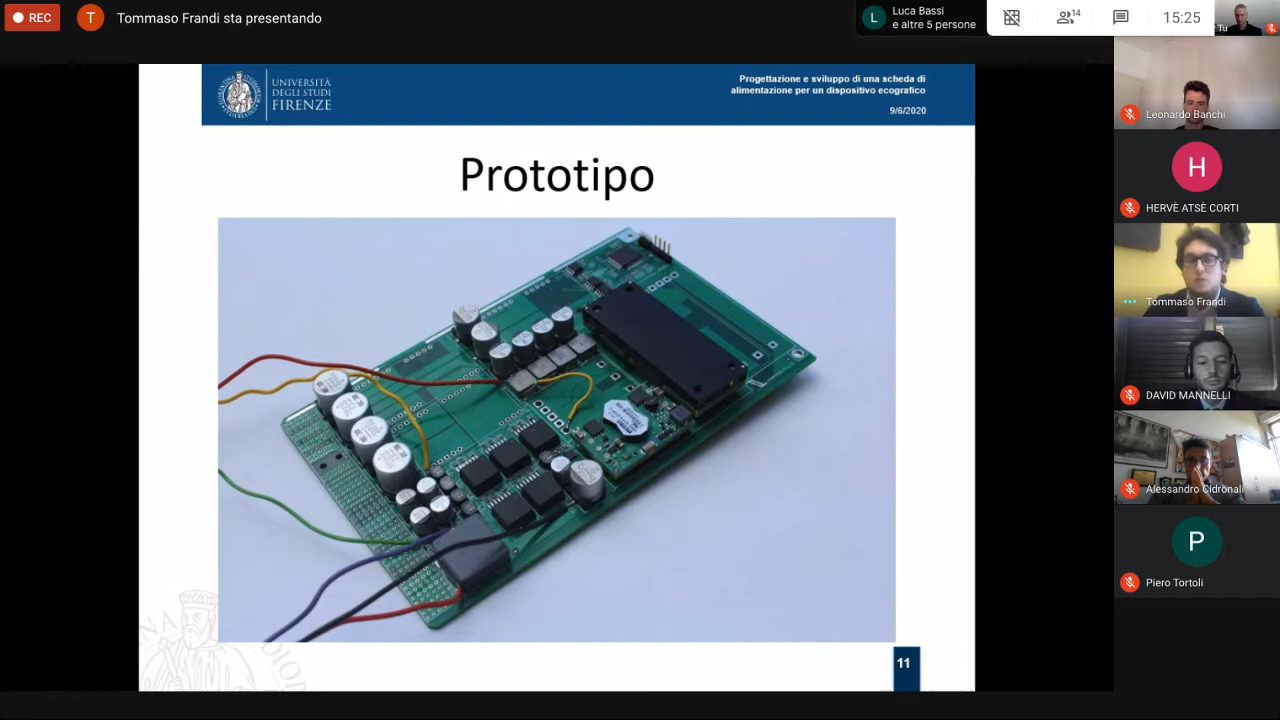 REC
T
Tommaso Frandi sta presentando
L
Luca Bassi
e altre 5 persone
14
15:25
Tu
UNIVERSITÀ
DEGLI STUDI
FIRENZE
Progettazione e sviluppo di una scheda di
alimentazione per un dispositivo ecografico
9/6/2020
Prototipo
11
Leonardo Banchi
H
HERVÈ ATSÈ CORTI
Tommaso Frandi
DAVID MANNELLI
Alessandro Cidronali
P
Piero Tortoli